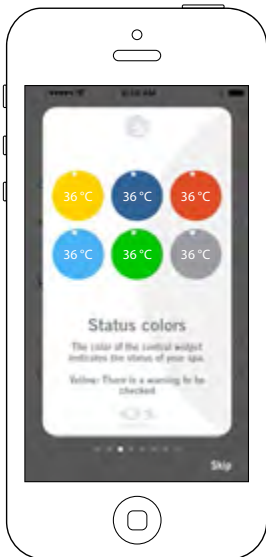 36 °C 36 °C 36 °C
36 °C 36 °C 36 °C
Status colors
The color of the control widget
indicates the status of your spa.
Yellow: There is a warning to be
checked
Skip